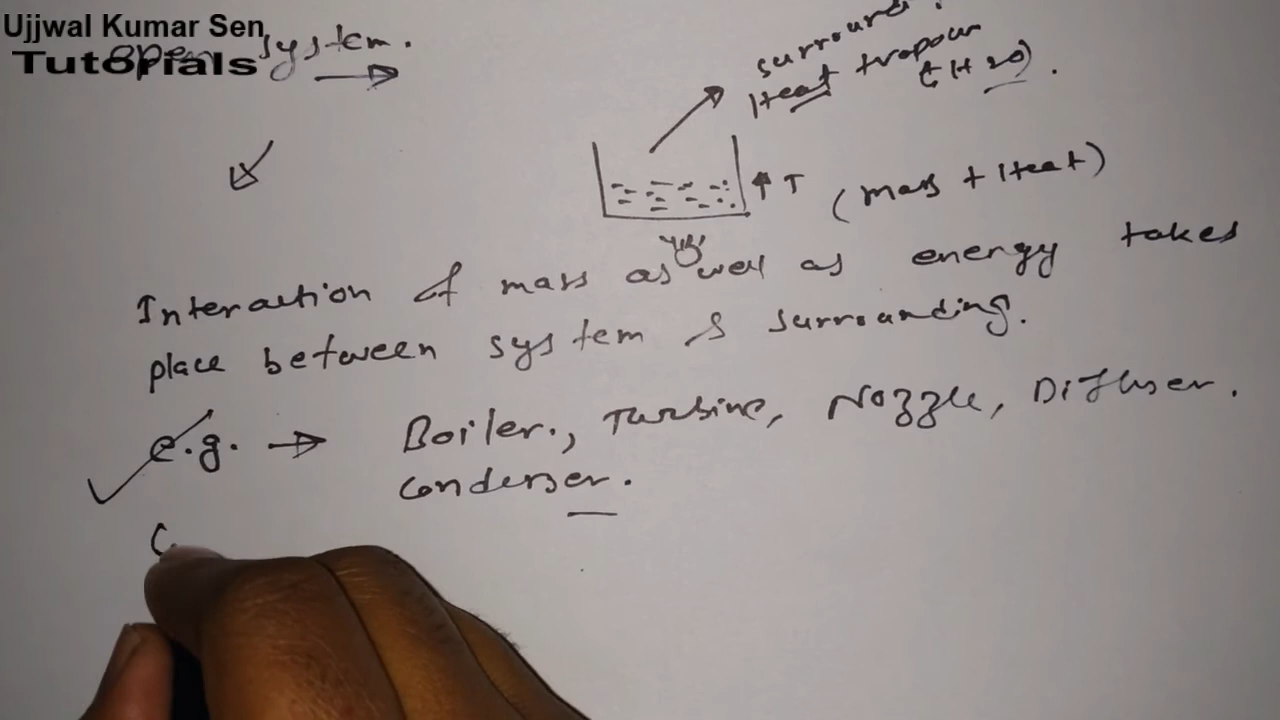 Ujjwal Kumar Sen
Tutorials
open system.
surround.
Heat + vapour
(H2O).
↑ T
(mass + Heat)
Interaction of mass as well as energy takes
place between system & surrounding.
e.g. → Boiler., Turbine, Nozzle, Diffuser.
condenser.
C